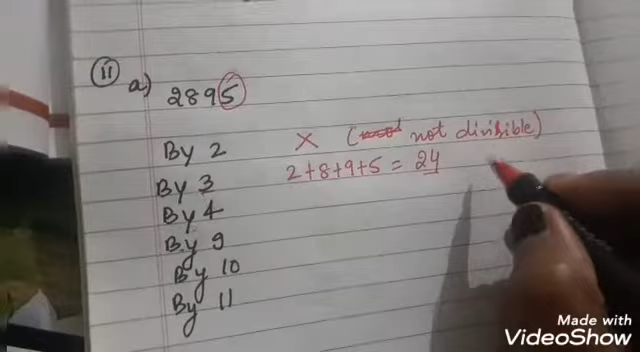 11 a) 2895
By 2 × ( not divisible)
By 3 2+8+9+5 = 24
By 4
By 9
By 10
By 11
Made with
VideoShow